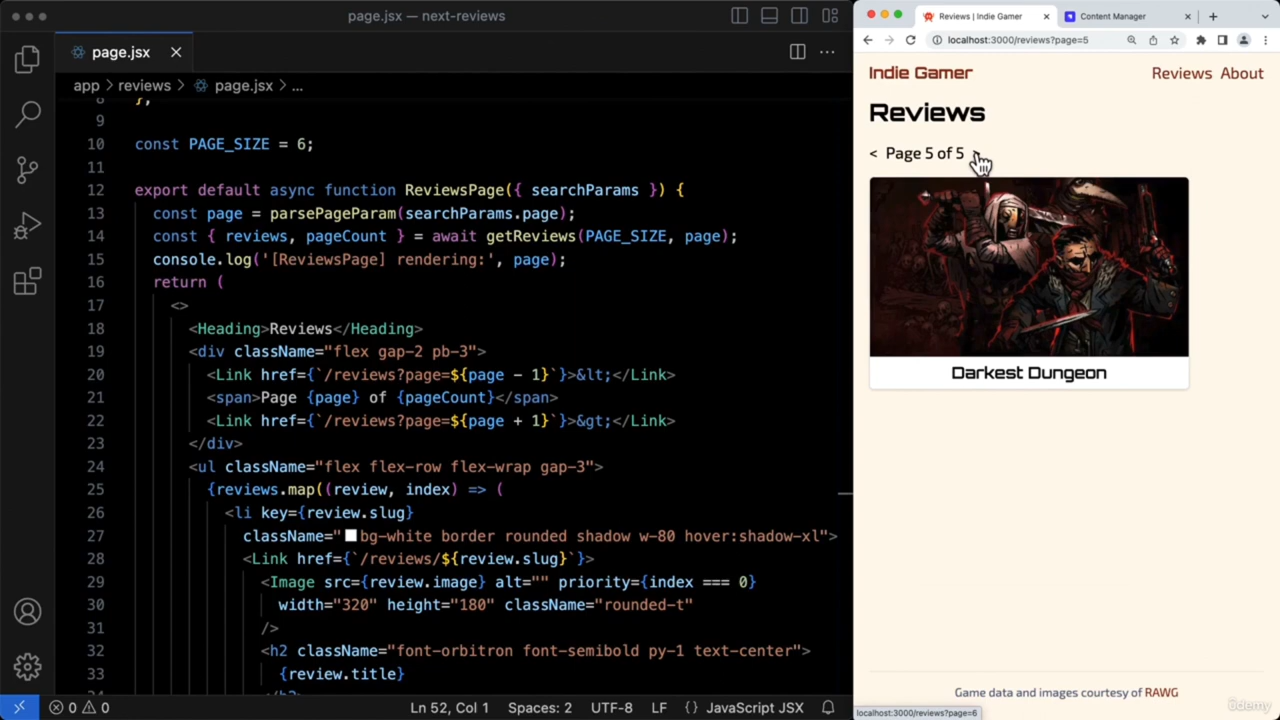 page.jsx — next-reviews
page.jsx
app > reviews > page.jsx > ...
8 };
9
10 const PAGE_SIZE = 6;
11
12 export default async function ReviewsPage({ searchParams }) {
13 const page = parsePageParam(searchParams.page);
14 const { reviews, pageCount } = await getReviews(PAGE_SIZE, page);
15 console.log('[ReviewsPage] rendering:', page);
16 return (
17 <>
18 <Heading>Reviews</Heading>
19 <div className="flex gap-2 pb-3">
20 <Link href={`/reviews?page=${page - 1}`}>&lt;</Link>
21 <span>Page {page} of {pageCount}</span>
22 <Link href={`/reviews?page=${page + 1}`}>&gt;</Link>
23 </div>
24 <ul className="flex flex-row flex-wrap gap-3">
25 {reviews.map((review, index) => (
26 <li key={review.slug}
27 className="bg-white border rounded shadow w-80 hover:shadow-xl">
28 <Link href={`/reviews/${review.slug}`}>
29 <Image src={review.image} alt="" priority={index === 0}
30 width="320" height="180" className="rounded-t"
31 />
32 <h2 className="font-orbitron font-semibold py-1 text-center">
33 {review.title}
34 </h2>
0 0
Ln 52, Col 1 Spaces: 2 UTF-8 LF {} JavaScript JSX
Reviews | Indie Gamer
Content Manager
localhost:3000/reviews?page=5
Indie Gamer
Reviews About
Reviews
< Page 5 of 5 >
Darkest Dungeon
Game data and images courtesy of RAWG
localhost:3000/reviews?page=6
ûdemy